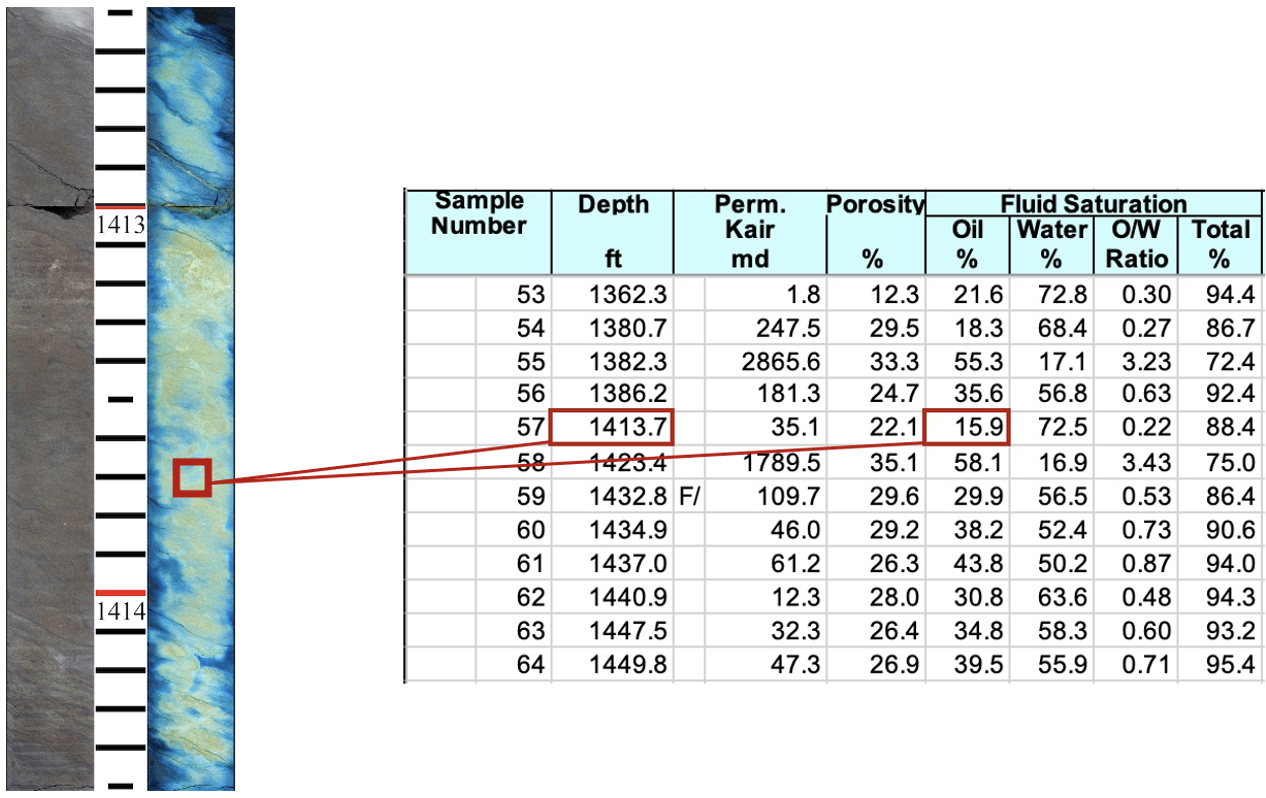 1413
1414
Sample Number Depth ft Perm. Kair md Porosity % Fluid Saturation
Oil % Water % O/W Ratio Total %
53 1362.3 1.8 12.3 21.6 72.8 0.30 94.4
54 1380.7 247.5 29.5 18.3 68.4 0.27 86.7
55 1382.3 2865.6 33.3 55.3 17.1 3.23 72.4
56 1386.2 181.3 24.7 35.6 56.8 0.63 92.4
57 1413.7 35.1 22.1 15.9 72.5 0.22 88.4
58 1423.4 1789.5 35.1 58.1 16.9 3.43 75.0
59 1432.8 F/ 109.7 29.6 29.9 56.5 0.53 86.4
60 1434.9 46.0 29.2 38.2 52.4 0.73 90.6
61 1437.0 61.2 26.3 43.8 50.2 0.87 94.0
62 1440.9 12.3 28.0 30.8 63.6 0.48 94.3
63 1447.5 32.3 26.4 34.8 58.3 0.60 93.2
64 1449.8 47.3 26.9 39.5 55.9 0.71 95.4